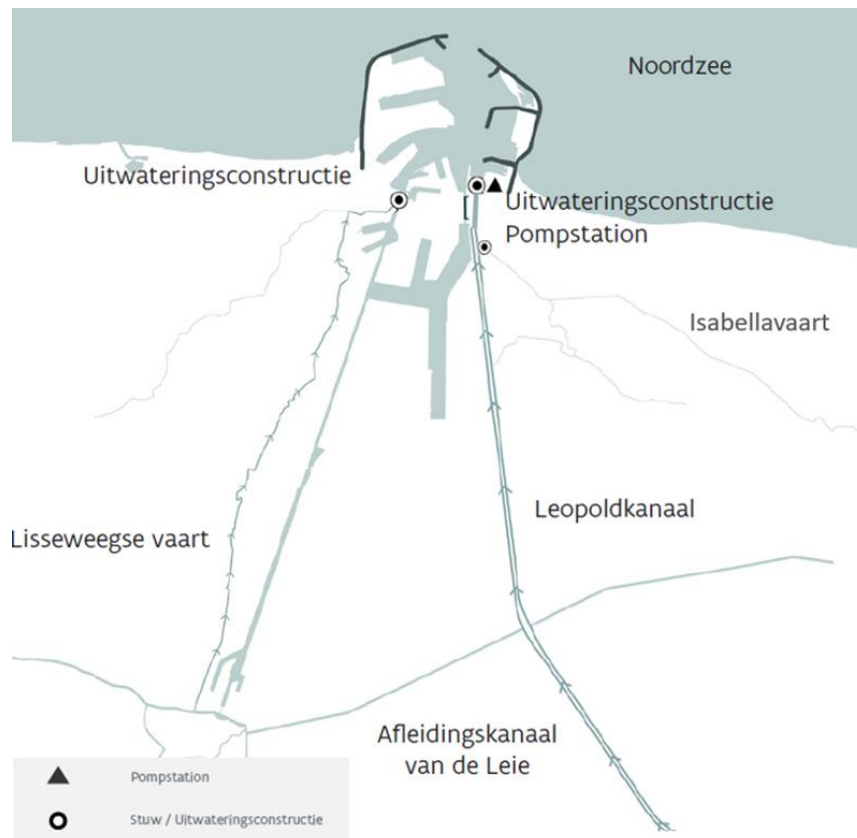 Noordzee
Uitwateringsconstructie
Uitwateringsconstructie
Pompstation
Isabellavaart
Leopoldkanaal
Lisseweegse vaart
Afleidingskanaal
van de Leie
Pompstation
Stuw / Uitwateringsconstructie